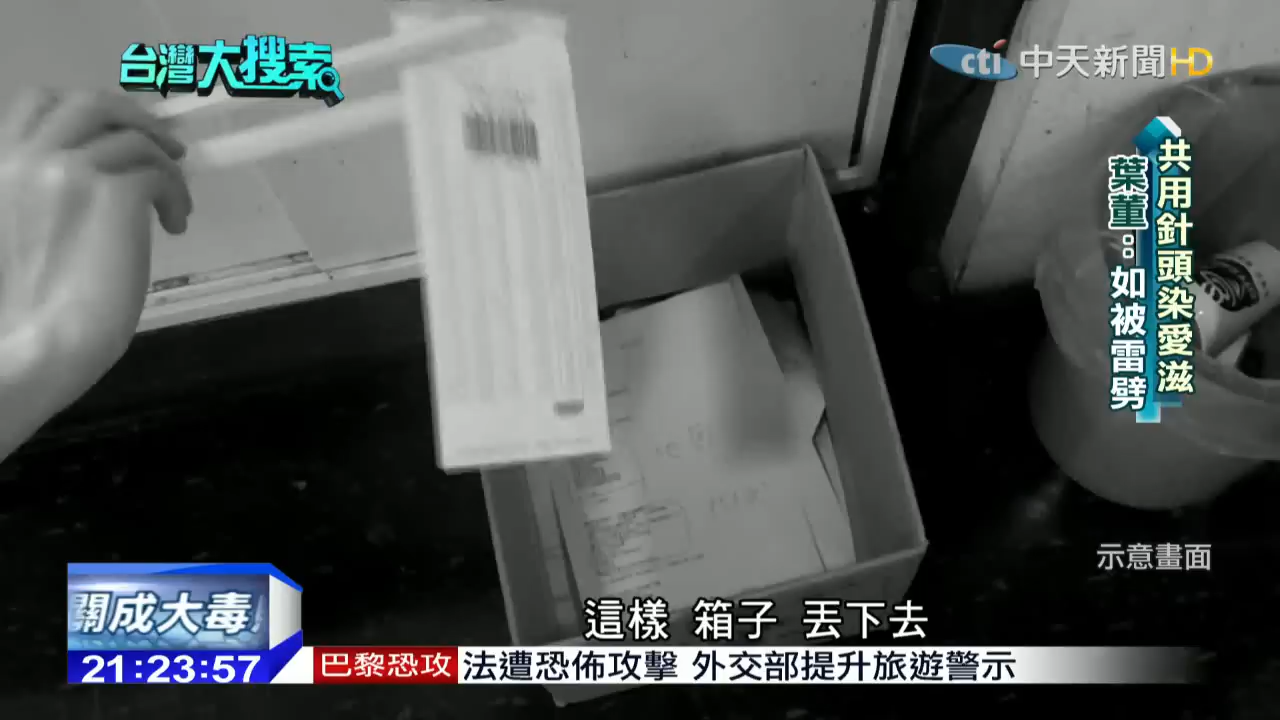 台灣大搜索
cti 中天新聞HD
共用針頭染愛滋
葉董：如被雷劈
示意畫面
這樣 箱子 丟下去
成大毒
21:23:57
巴黎恐攻 法遭恐佈攻擊 外交部提升旅遊警示